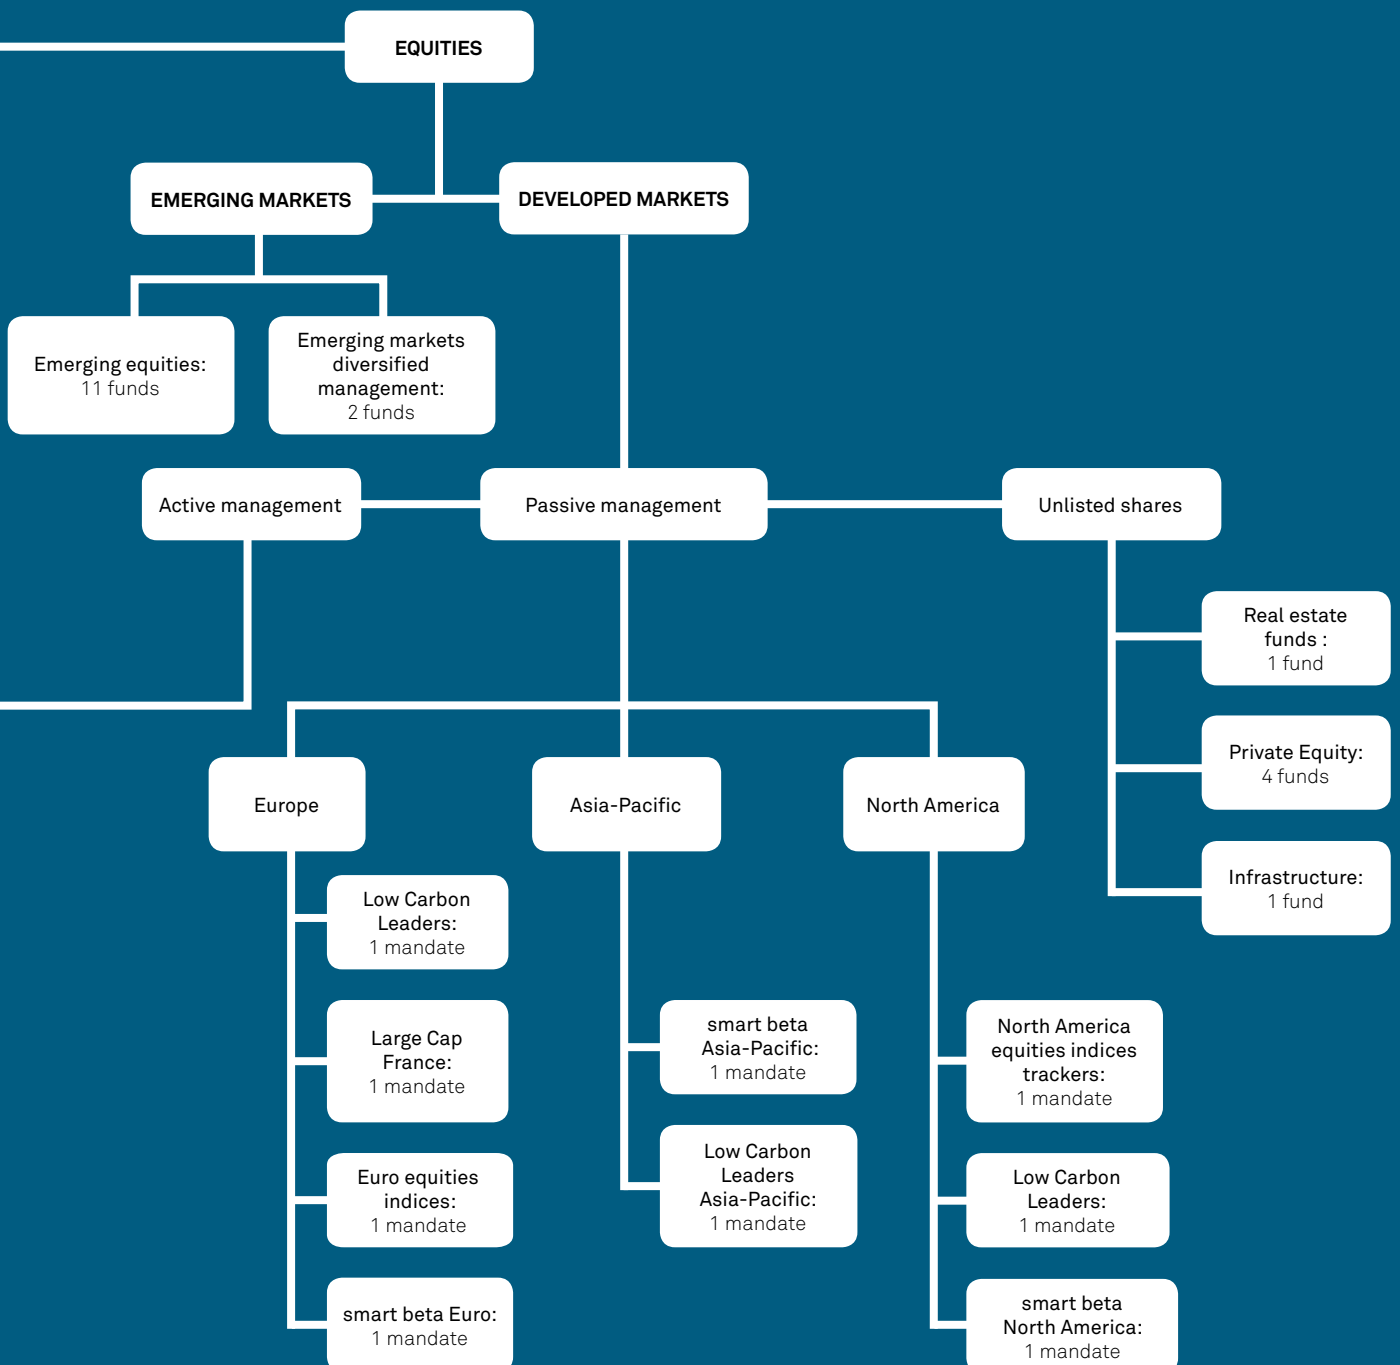 EQUITIES
EMERGING MARKETS
DEVELOPED MARKETS
Emerging equities:
11 funds
Emerging markets
diversified
management:
2 funds
Active management
Passive management
Unlisted shares
Real estate
funds :
1 fund
Private Equity:
4 funds
Infrastructure:
1 fund
Europe
Asia-Pacific
North America
Low Carbon
Leaders:
1 mandate
Large Cap
France:
1 mandate
Euro equities
indices:
1 mandate
smart beta Euro:
1 mandate
smart beta
Asia-Pacific:
1 mandate
Low Carbon
Leaders
Asia-Pacific:
1 mandate
North America
equities indices
trackers:
1 mandate
Low Carbon
Leaders:
1 mandate
smart beta
North America:
1 mandate